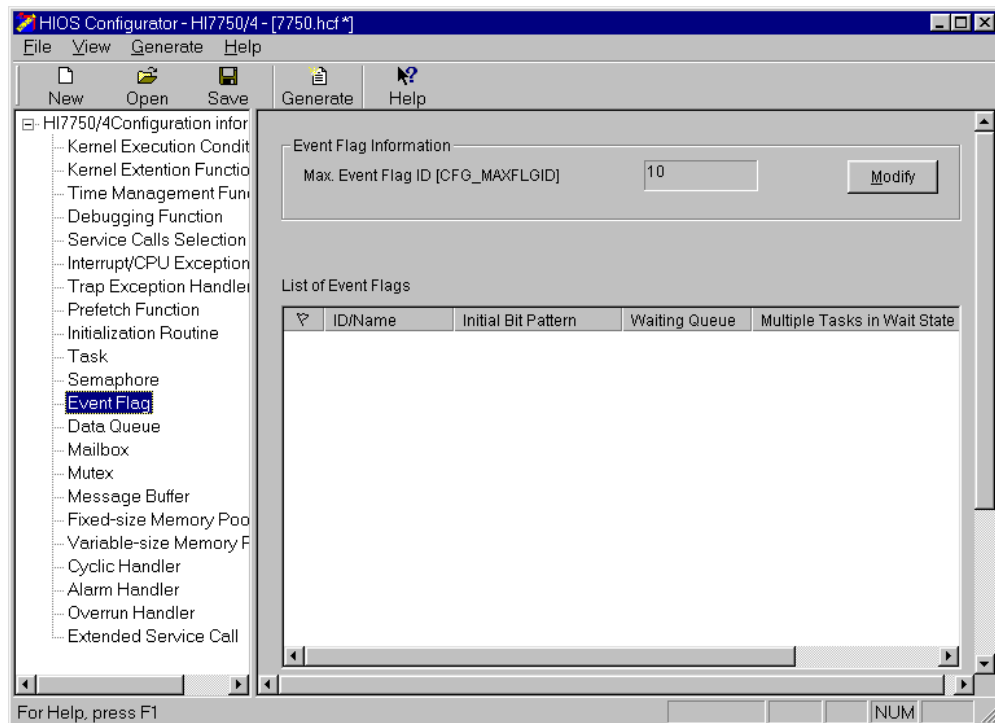 HIOS Configurator - HI7750/4 - [7750.hcf *]
File View Generate Help
New Open Save Generate Help
HI7750/4Configuration infor
Kernel Execution Condit
Kernel Extention Functio
Time Management Fun
Debugging Function
Service Calls Selection
Interrupt/CPU Exception
Trap Exception Handler
Prefetch Function
Initialization Routine
Task
Semaphore
Event Flag
Data Queue
Mailbox
Mutex
Message Buffer
Fixed-size Memory Poo
Variable-size Memory P
Cyclic Handler
Alarm Handler
Overrun Handler
Extended Service Call
Event Flag Information
Max. Event Flag ID [CFG_MAXFLGID] 10 Modify
List of Event Flags
ID/Name Initial Bit Pattern Waiting Queue Multiple Tasks in Wait State
For Help, press F1 NUM